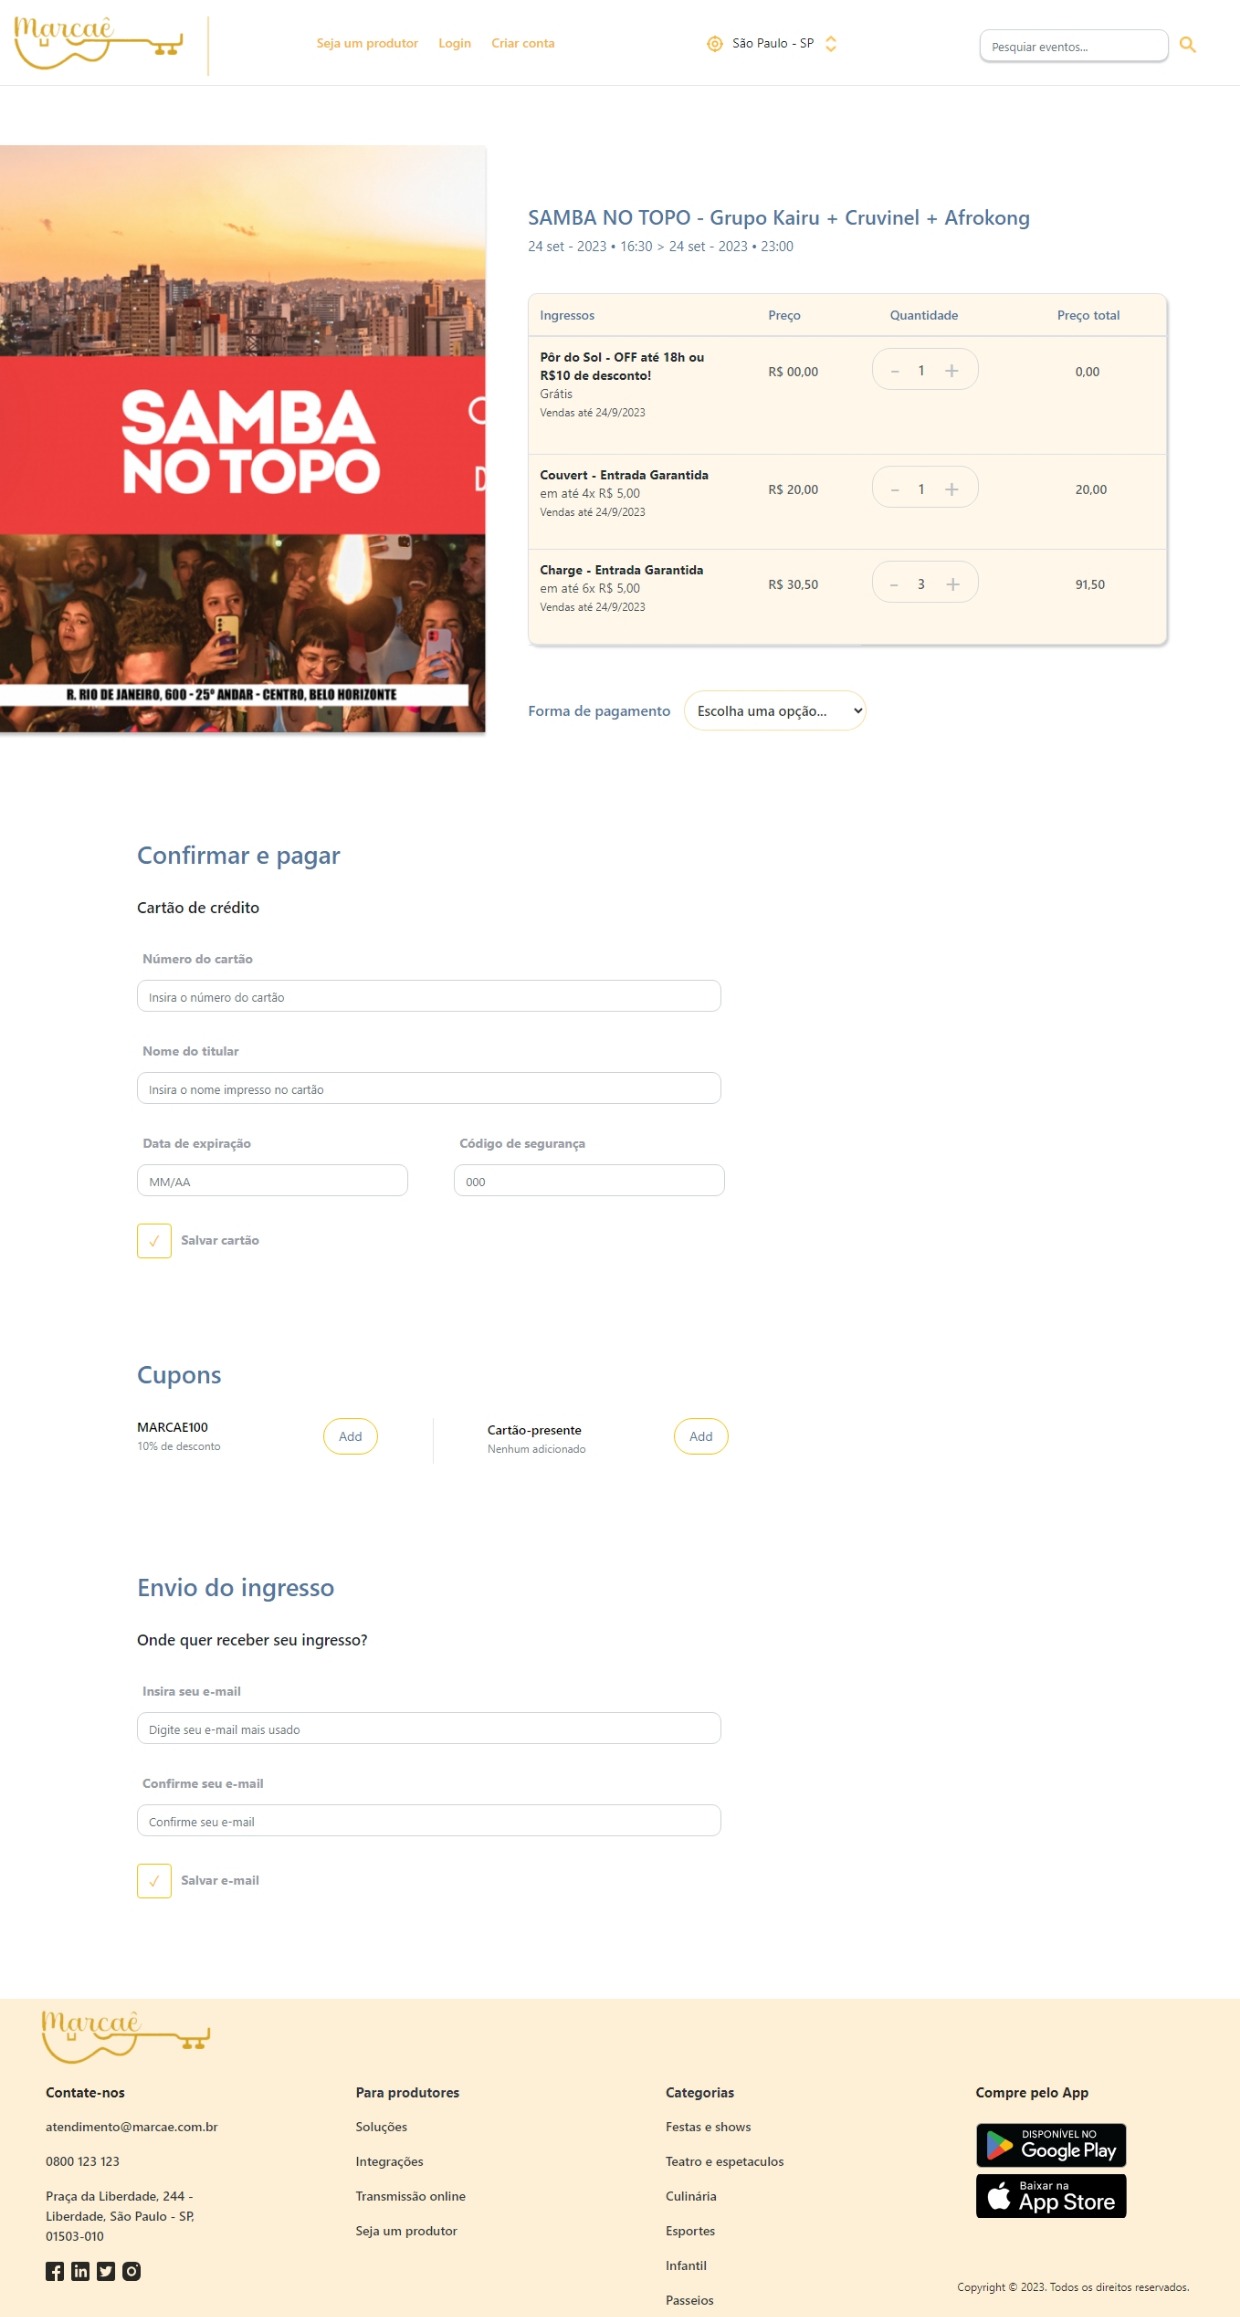 Marcaê
Seja um produtor Login Criar conta
São Paulo - SP
Pesquiar eventos...
SAMBA
NO TOPO
R. RIO DE JANEIRO, 600 - 25º ANDAR - CENTRO, BELO HORIZONTE
SAMBA NO TOPO - Grupo Kairu + Cruvinel + Afrokong
24 set - 2023 • 16:30 > 24 set - 2023 • 23:00
Ingressos Preço Quantidade Preço total
Pôr do Sol - OFF até 18h ou
R$10 de desconto!
Grátis
Vendas até 24/9/2023
R$ 00,00 - 1 + 0,00
Couvert - Entrada Garantida
em até 4x R$ 5,00
Vendas até 24/9/2023
R$ 20,00 - 1 + 20,00
Charge - Entrada Garantida
em até 6x R$ 5,00
Vendas até 24/9/2023
R$ 30,50 - 3 + 91,50
Forma de pagamento Escolha uma opção...
Confirmar e pagar
Cartão de crédito
Número do cartão
Insira o número do cartão
Nome do titular
Insira o nome impresso no cartão
Data de expiração Código de segurança
MM/AA 000
✓ Salvar cartão
Cupons
MARCAE100
10% de desconto
Add
Cartão-presente
Nenhum adicionado
Add
Envio do ingresso
Onde quer receber seu ingresso?
Insira seu e-mail
Digite seu e-mail mais usado
Confirme seu e-mail
Confirme seu e-mail
✓ Salvar e-mail
Marcaê
Contate-nos
atendimento@marcae.com.br
0800 123 123
Praça da Liberdade, 244 -
Liberdade, São Paulo - SP,
01503-010
Para produtores
Soluções
Integrações
Transmissão online
Seja um produtor
Categorias
Festas e shows
Teatro e espetaculos
Culinária
Esportes
Infantil
Passeios
Compre pelo App
DISPONÍVEL NO
Google Play
Baixar na
App Store
Copyright © 2023. Todos os direitos reservados.